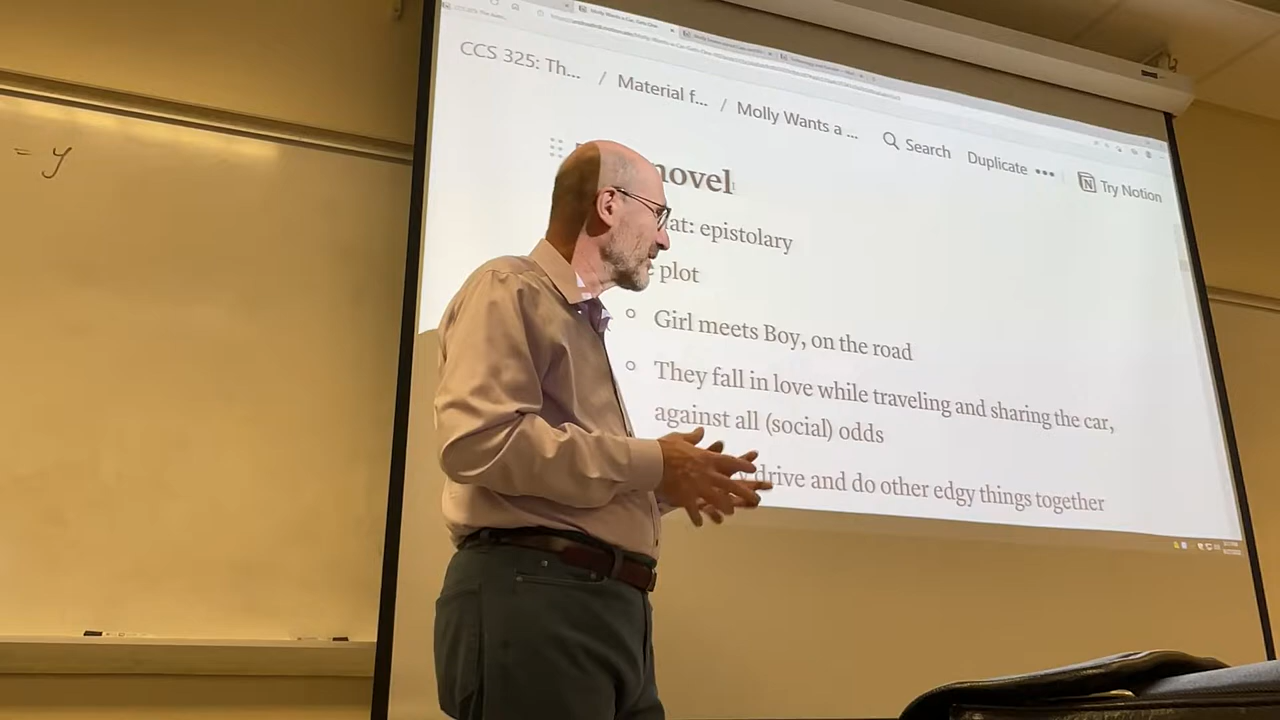 CCS 325: Th... / Material f... / Molly Wants a ... Search Duplicate ••• Try Notion
novel
at: epistolary
plot
Girl meets Boy, on the road
They fall in love while traveling and sharing the car,
against all (social) odds
drive and do other edgy things together
= y